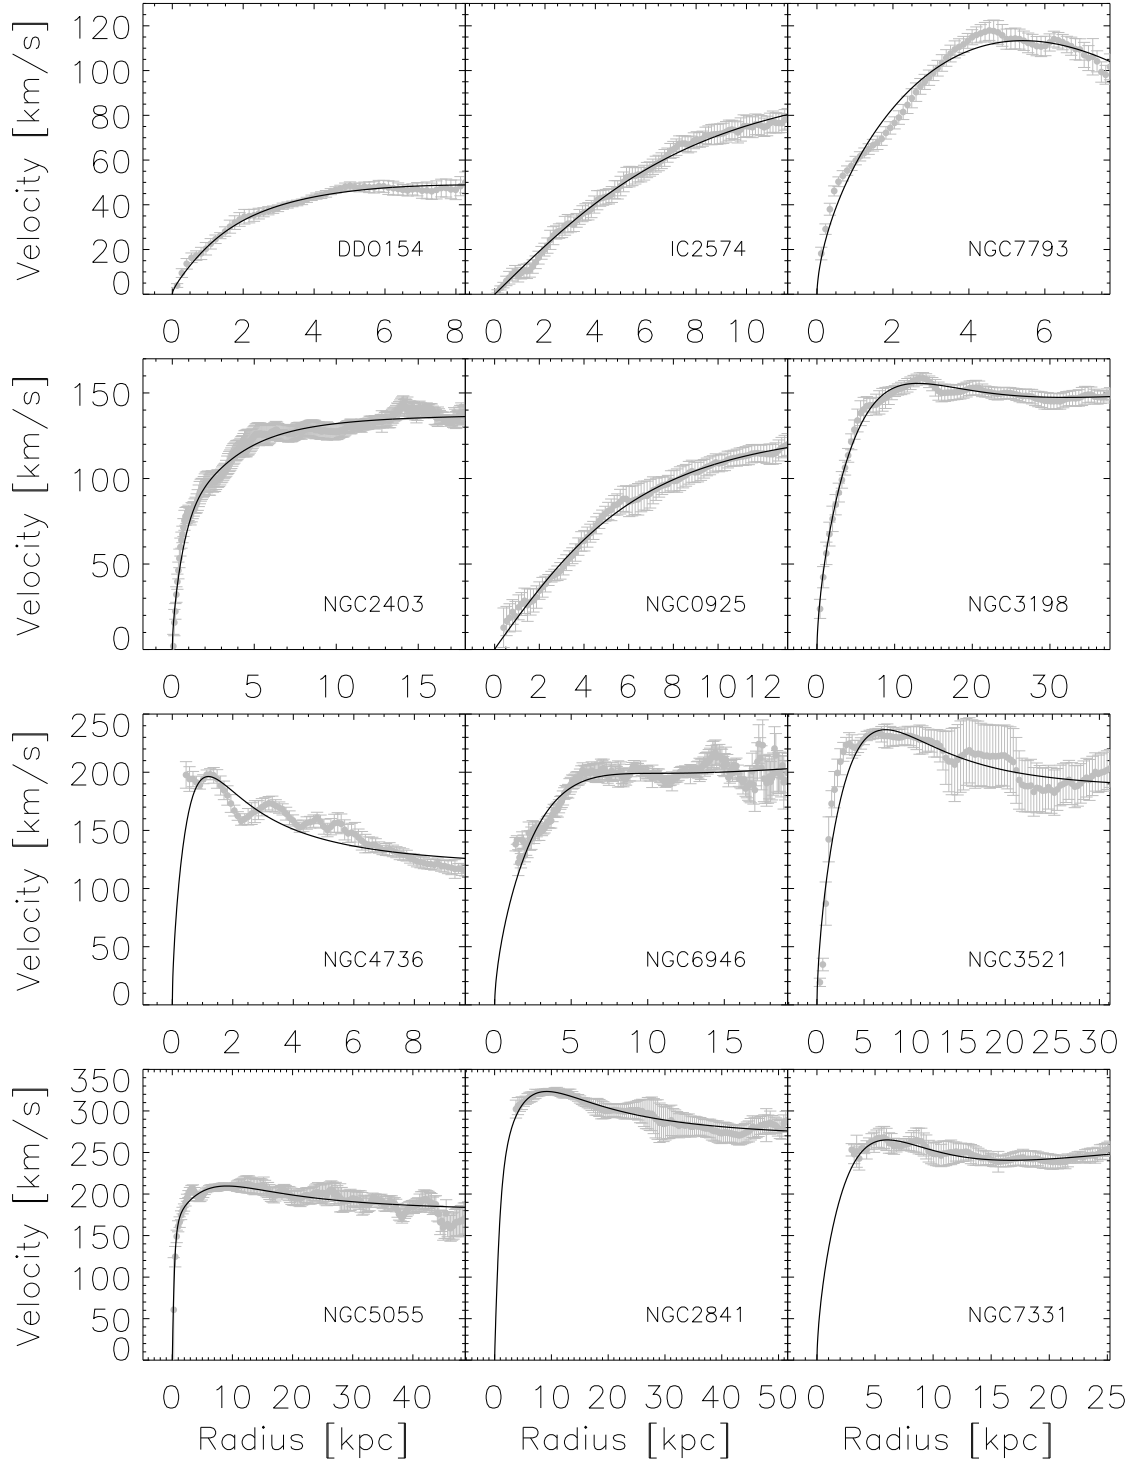 Velocity [km/s]
120
100
80
60
40
20
0
DDO154
IC2574
NGC7793
0 2 4 6 8
0 2 4 6 8 10
0 2 4 6
Velocity [km/s]
150
100
50
0
NGC2403
NGC0925
NGC3198
0 5 10 15
0 2 4 6 8 10 12
0 10 20 30
Velocity [km/s]
250
200
150
100
50
0
NGC4736
NGC6946
NGC3521
0 2 4 6 8
0 5 10 15
0 5 10 15 20 25 30
Velocity [km/s]
350
300
250
200
150
100
50
0
NGC5055
NGC2841
NGC7331
0 10 20 30 40
0 10 20 30 40 50
0 5 10 15 20 25
Radius [kpc]
Radius [kpc]
Radius [kpc]